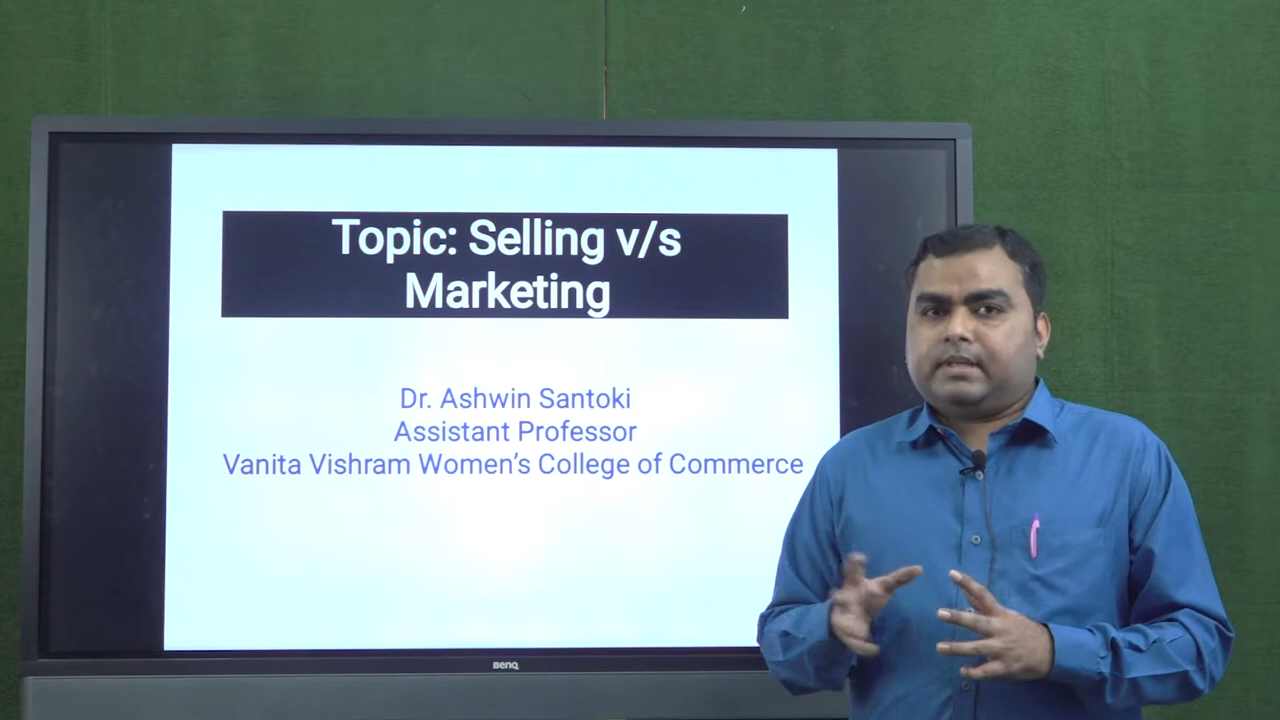 Topic: Selling v/s
Marketing
Dr. Ashwin Santoki
Assistant Professor
Vanita Vishram Women's College of Commerce
BenQ